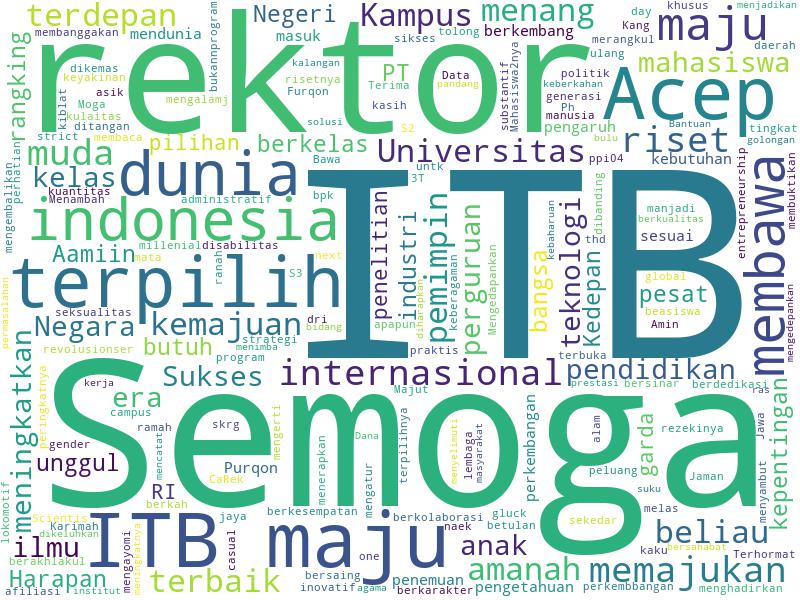 terdepan
membanggakan
mendunia
bukannprogram
Negeri
masuk
Kampus
sukses
tolong
menang
berkembang
day
Kang
ulang
maju
khusus
merangkul
menjadikan
daerah
rektor
rangking
kiblat
dikemas
keyakinan
asik
Moga
kulaitas
strict
ditangan
membaca
mengalamj
kalangan
risetnya
Furqon
solusi
PT
Terima
kasih
S2
Data
pandang
substantif
Mahasiswa2nya
politik
keberkahan
generasi
Ph
manusia
pengaruh
Acep
mahasiswa
Bantuan
bulu
tingkat
golongan
mengembalikan
perhatian
muda
kelas
kuantitas
Menambah
pilihan
berkelas
dunia
administratif
Bawa
bpk
untk
3T
Universitas
riset
ppi04
kebutuhan
entrepreneurship
membuktikan
indonesia
ITB
Aamiin
millenial
disabilitas
mata
ranah
S3
next
terpilih
penelitian
industri
pemimpin
keberagaman
diharapkan
perguruan
Mengedepankan
bangsa
kebaharuan
teknologi
thd
Kedepan
dibanding
manjadi
berkualitas
sesuai
global
pesat
beasiswa
Amin
membawa
mengedepankan
permasalahan
seksualitas
Negara
kemajuan
dri
bidang
apapun
revolusionser
butuh
strategi
menimba
program
praktis
terbuka
meningkatkan
peringkatnya
kerja
era
campus
Sukses
internasional
Majut
pendidikan
prestasi
bersinar
berdedikasi
ras
Semoga
gender
unggul
ramah
mencatat
skrg
mengerti
CaRek
Purqon
RI
berkah
menerapkan
Dana
mengatur
terpilihnya
menyelimuti
lembaga
masyarakat
perkembangan
alam
peluang
garda
suku
rezekinya
Jaman
Jawa
menyambut
kepentingan
lokomotif
Scientis
Karimah
dikeluhkan
ilmu
berakhlakul
mengayomi
meningkatnya
ITB
jaya
casual
berkesempatan
maju
one
berkolaborasi
naek
gluck
betulan
anak
sekedar
melas
kaku
beliau
bersahabat
Terhormat
Harapan
afiliasi
institut
terbaik
bersaing
inovatif
agama
penemuan
berkarakter
amanah
pengetahuan
memajukan
perkembbangan
menghadirkan